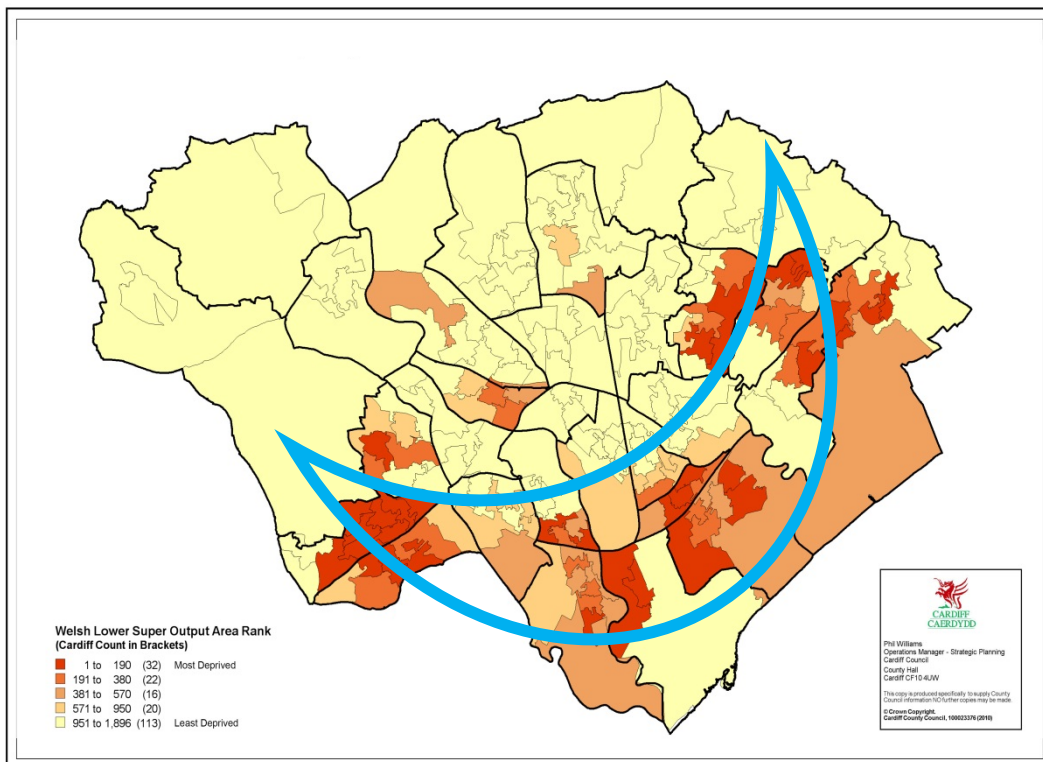 Welsh Lower Super Output Area Rank
(Cardiff Count in Brackets)
1 to 190 (32) Most Deprived
191 to 380 (22)
381 to 570 (16)
571 to 950 (20)
951 to 1,896 (113) Least Deprived
CARDIFF
CAERDYDD
Phil Williams
Operations Manager - Strategic Planning
Cardiff Council
County Hall
Cardiff CF10 4UW
This copy is produced specifically to supply County
Council information NO further copies may be made.
© Crown Copyright.
Cardiff County Council, 100023376 (2010)